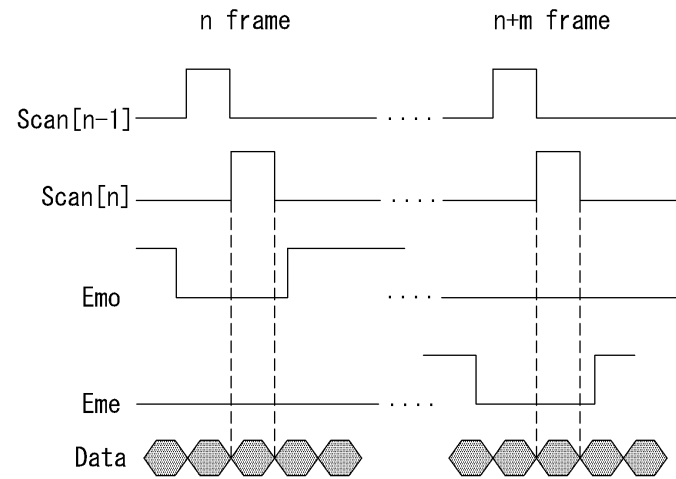 n frame
n+m frame
Scan[n-1]
Scan[n]
Emo
Eme
Data